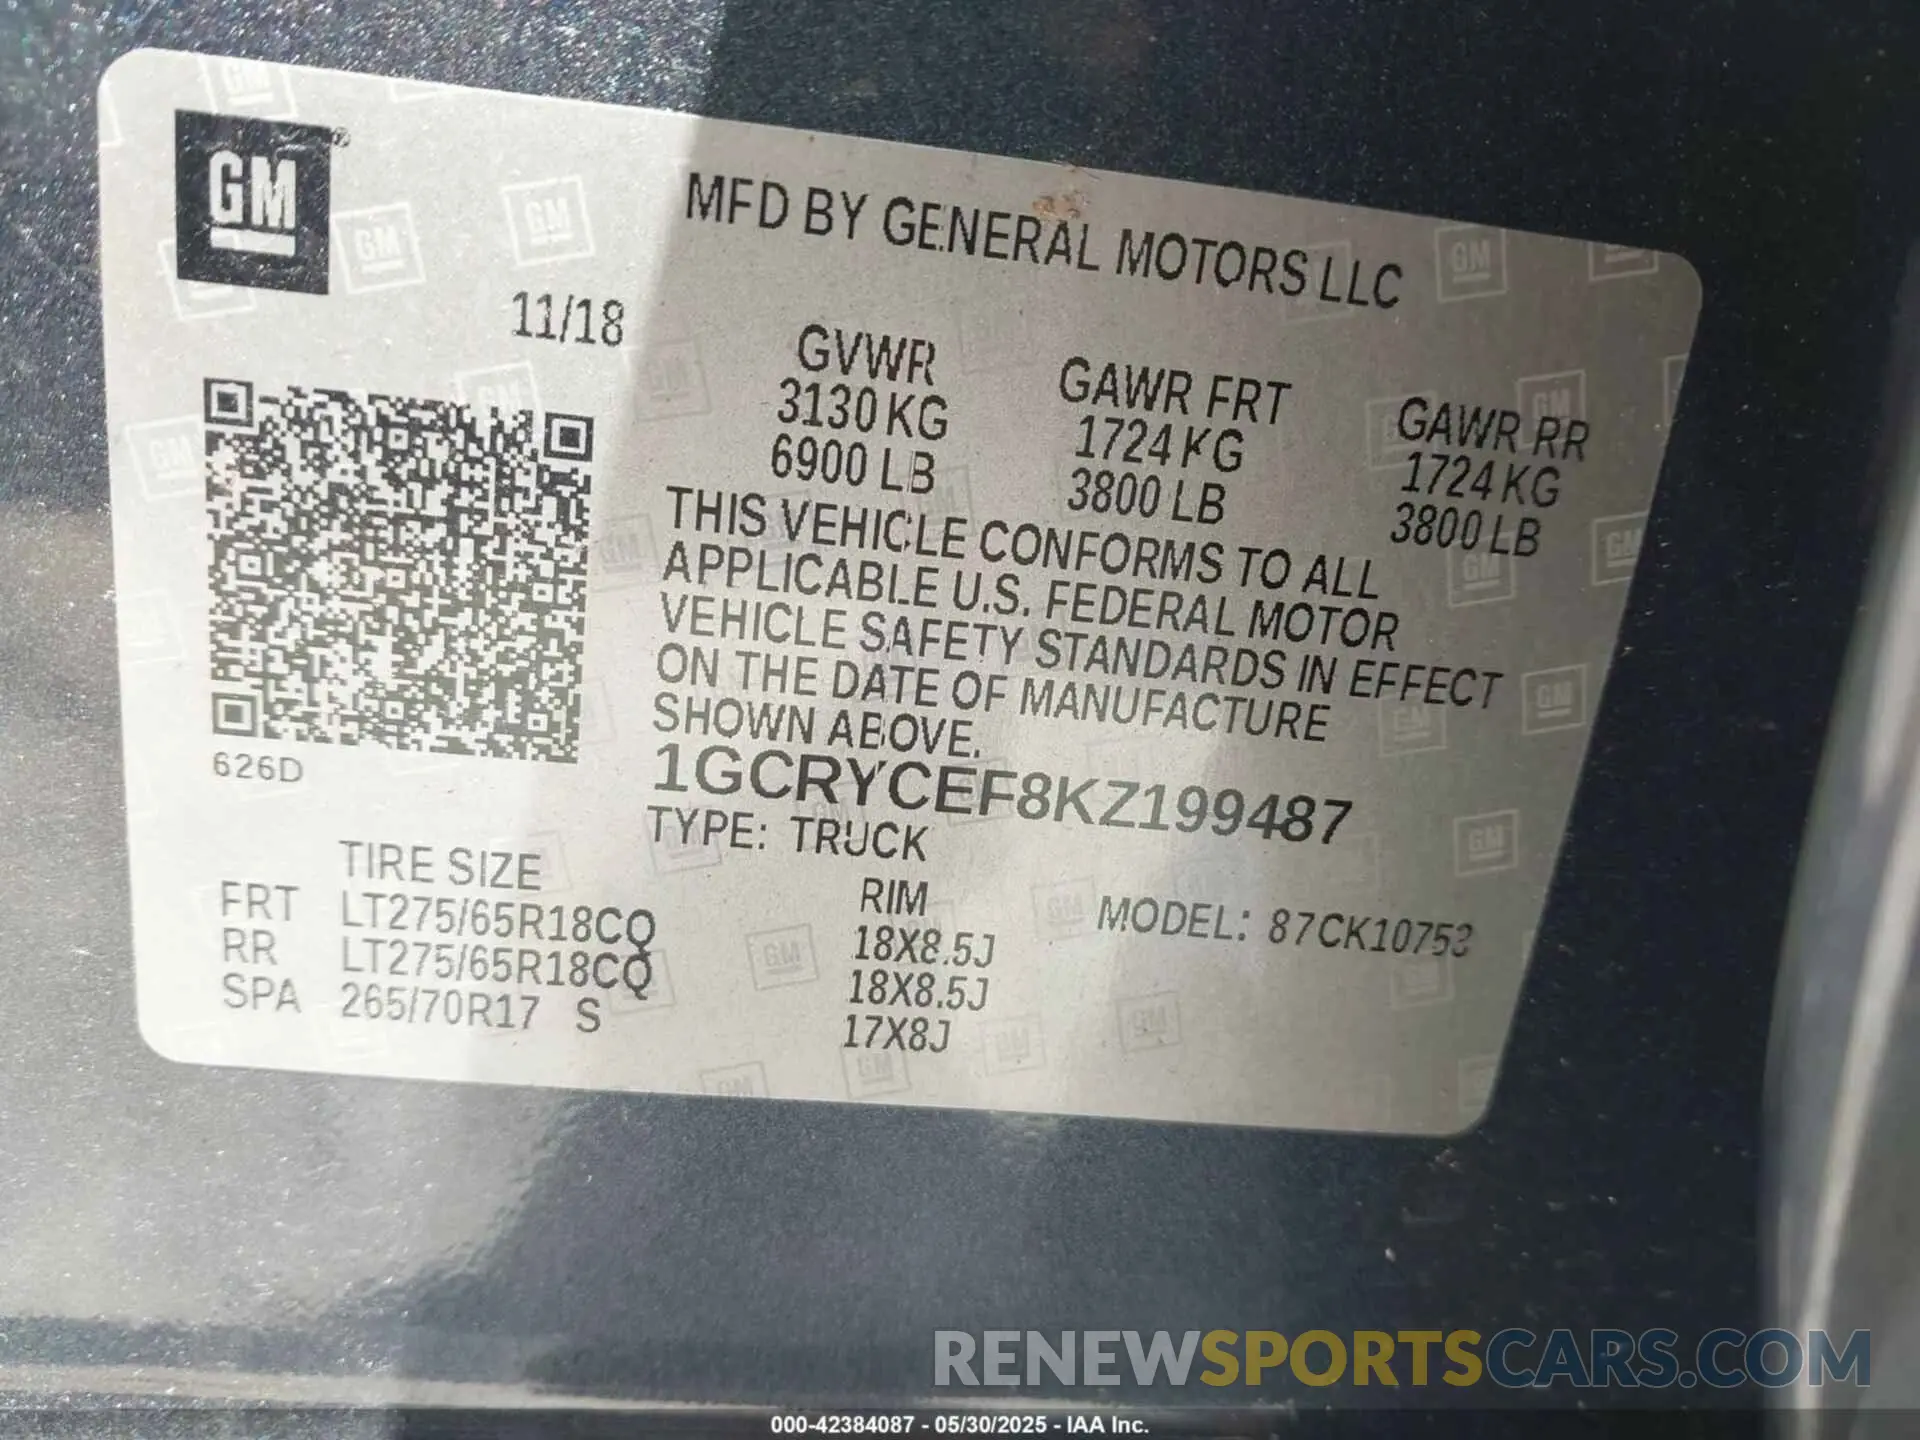 GM
MFD BY GENERAL MOTORS LLC
11/18
GVWR GAWR FRT GAWR RR
3130 KG 1724 KG 1724 KG
6900 LB 3800 LB 3800 LB
THIS VEHICLE CONFORMS TO ALL
APPLICABLE U.S. FEDERAL MOTOR
VEHICLE SAFETY STANDARDS IN EFFECT
ON THE DATE OF MANUFACTURE
SHOWN ABOVE.
626D
1GCRYCEF8KZ199487
TYPE: TRUCK
TIRE SIZE RIM MODEL: 87CK10753
FRT LT275/65R18CQ 18X8.5J
RR LT275/65R18CQ 18X8.5J
SPA 265/70R17 S 17X8J
RENEWSPORTSCARS.COM
000-42384087 - 05/30/2025 - IAA Inc.